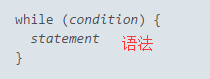 while (condition) {
statement 语法
}